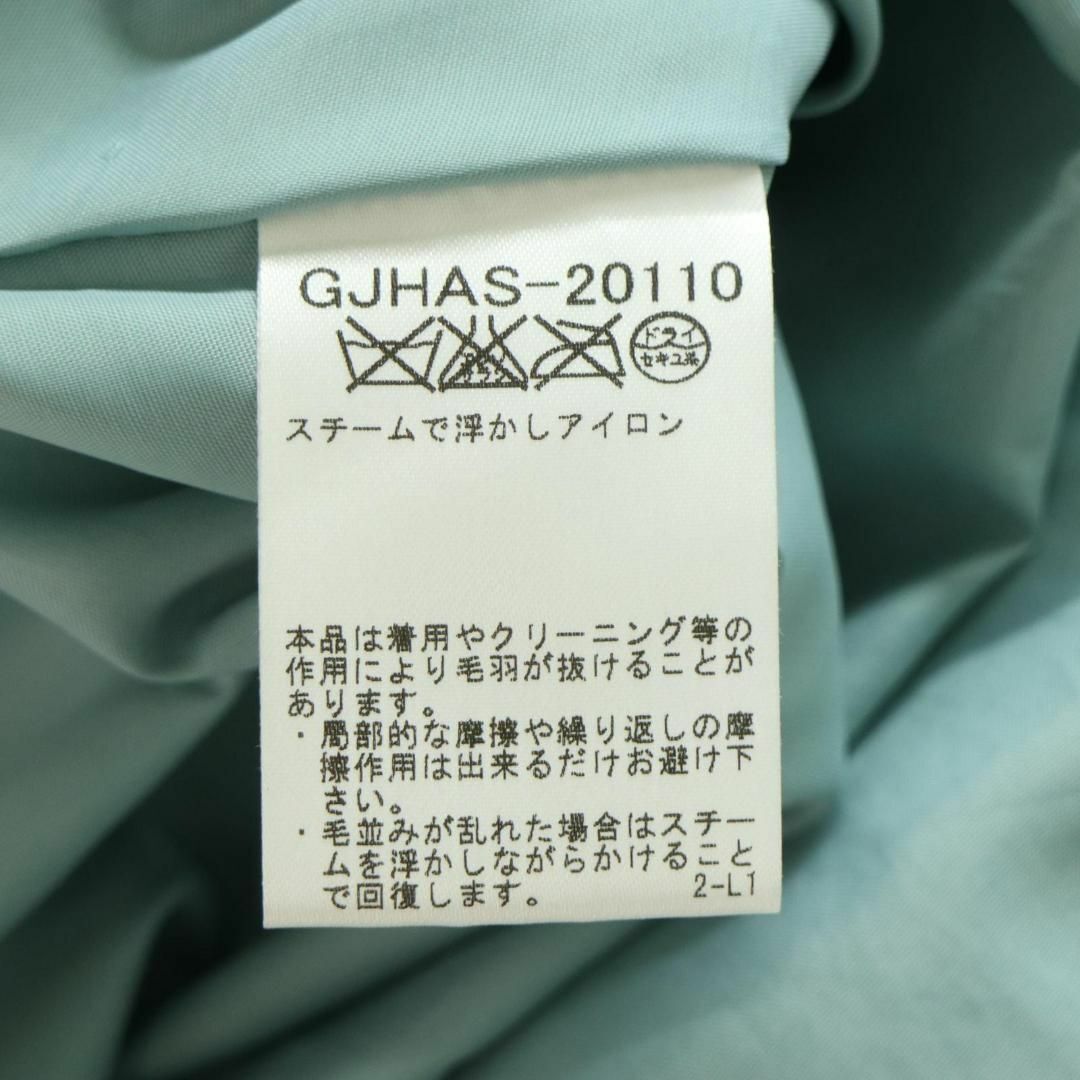 GJHAS-20110
エンソ
サラシ
ドライ
セキユ系
スチームで浮かしアイロン
本品は着用やクリーニング等の
作用により毛羽が抜けることが
あります。
・局部的な摩擦や繰り返しの摩
擦作用は出来るだけお避け下
さい。
・毛並みが乱れた場合はスチー
ムを浮かしながらかけること
で回復します。
2-L1